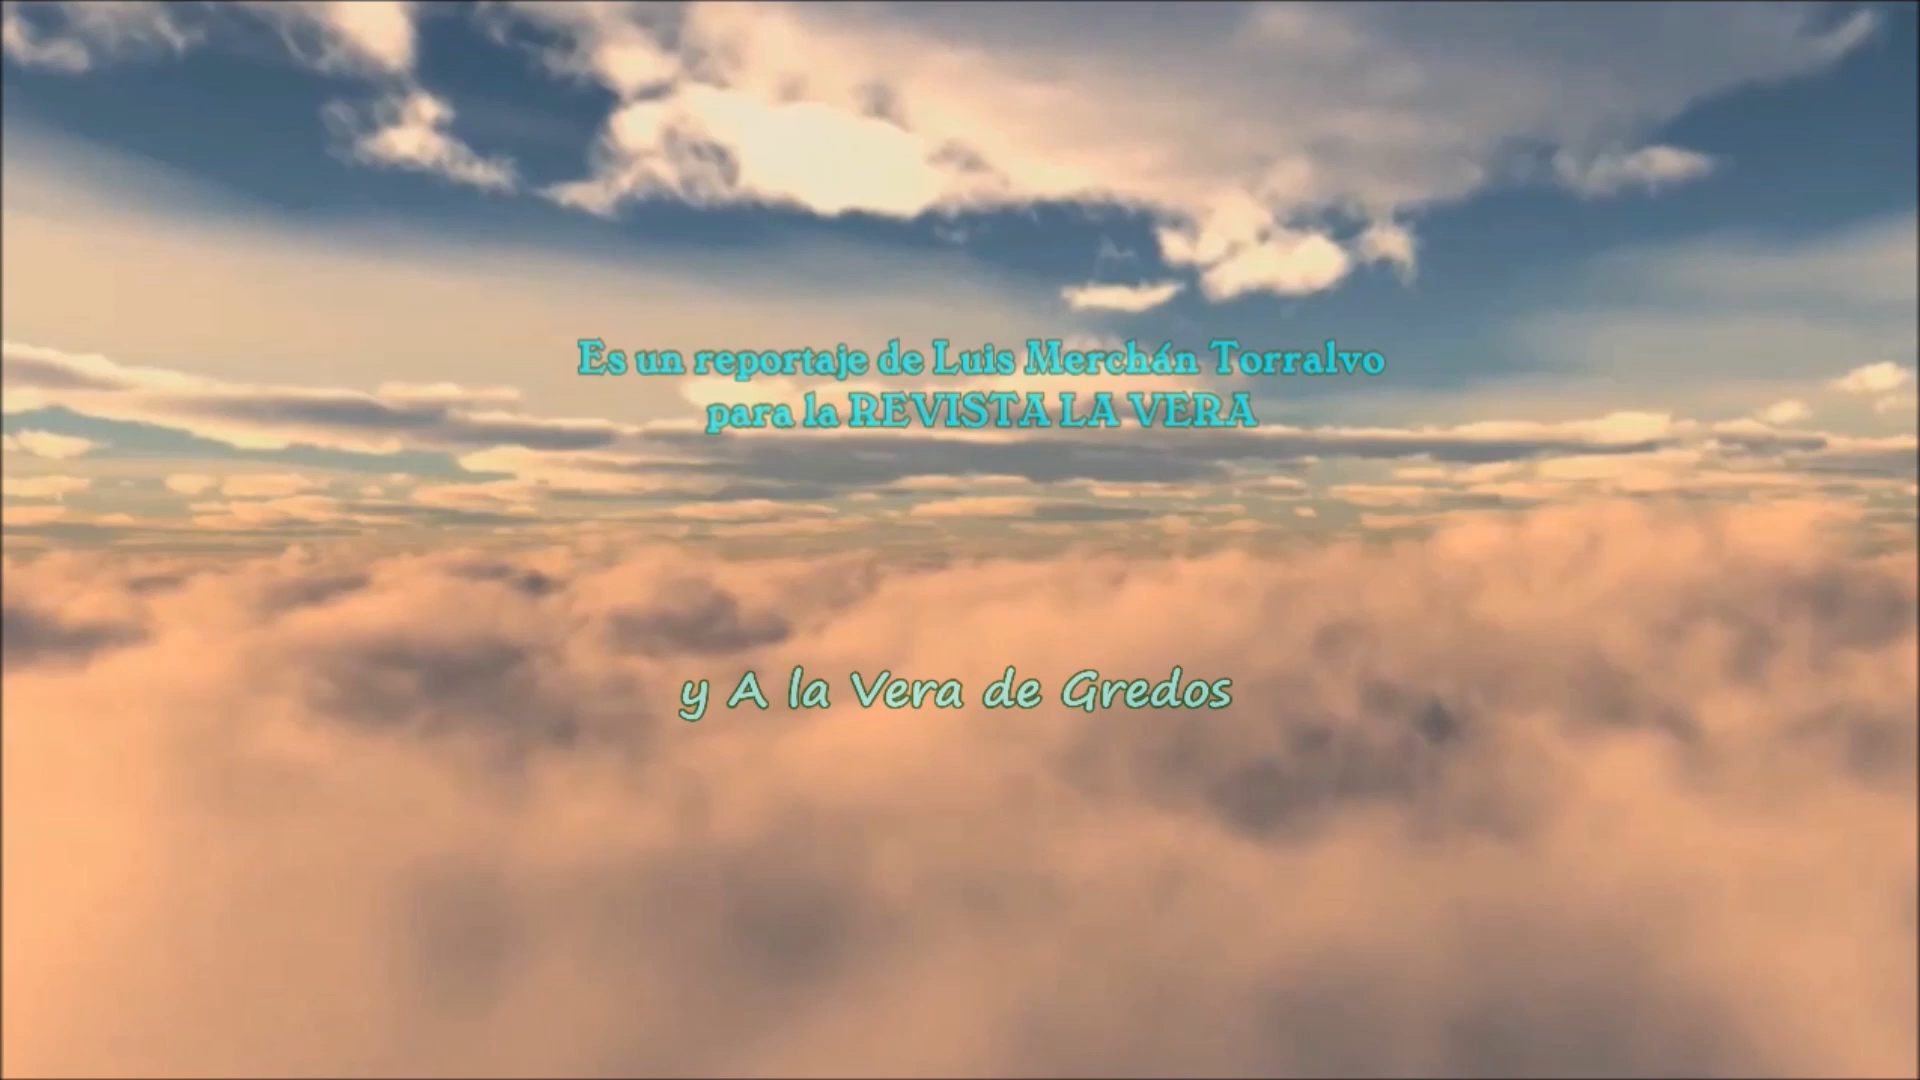 Es un reportaje de Luis Merchán Torralvo
para la REVISTA LA VERA
y A la Vera de Gredos